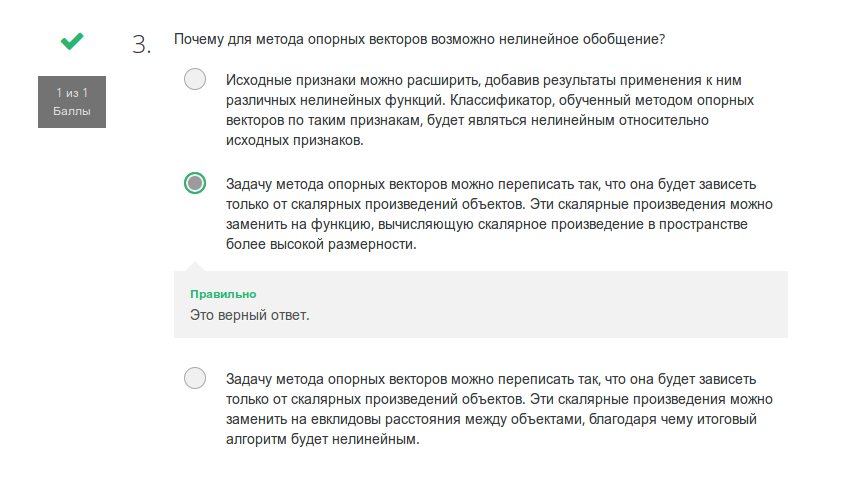 3. Почему для метода опорных векторов возможно нелинейное обобщение?
1 из 1
Баллы
Исходные признаки можно расширить, добавив результаты применения к ним
различных нелинейных функций. Классификатор, обученный методом опорных
векторов по таким признакам, будет являться нелинейным относительно
исходных признаков.
Задачу метода опорных векторов можно переписать так, что она будет зависеть
только от скалярных произведений объектов. Эти скалярные произведения можно
заменить на функцию, вычисляющую скалярное произведение в пространстве
более высокой размерности.
Правильно
Это верный ответ.
Задачу метода опорных векторов можно переписать так, что она будет зависеть
только от скалярных произведений объектов. Эти скалярные произведения можно
заменить на евклидовы расстояния между объектами, благодаря чему итоговый
алгоритм будет нелинейным.